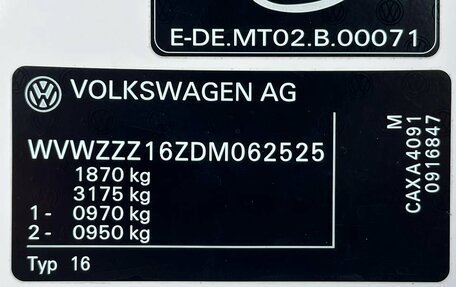 E-DE.MT02.B.00071
VOLKSWAGEN AG
WVWZZZ16ZDM062525
1870 kg
3175 kg
1- 0970 kg
2- 0950 kg
Typ 16
M
CAXA4091
0916847